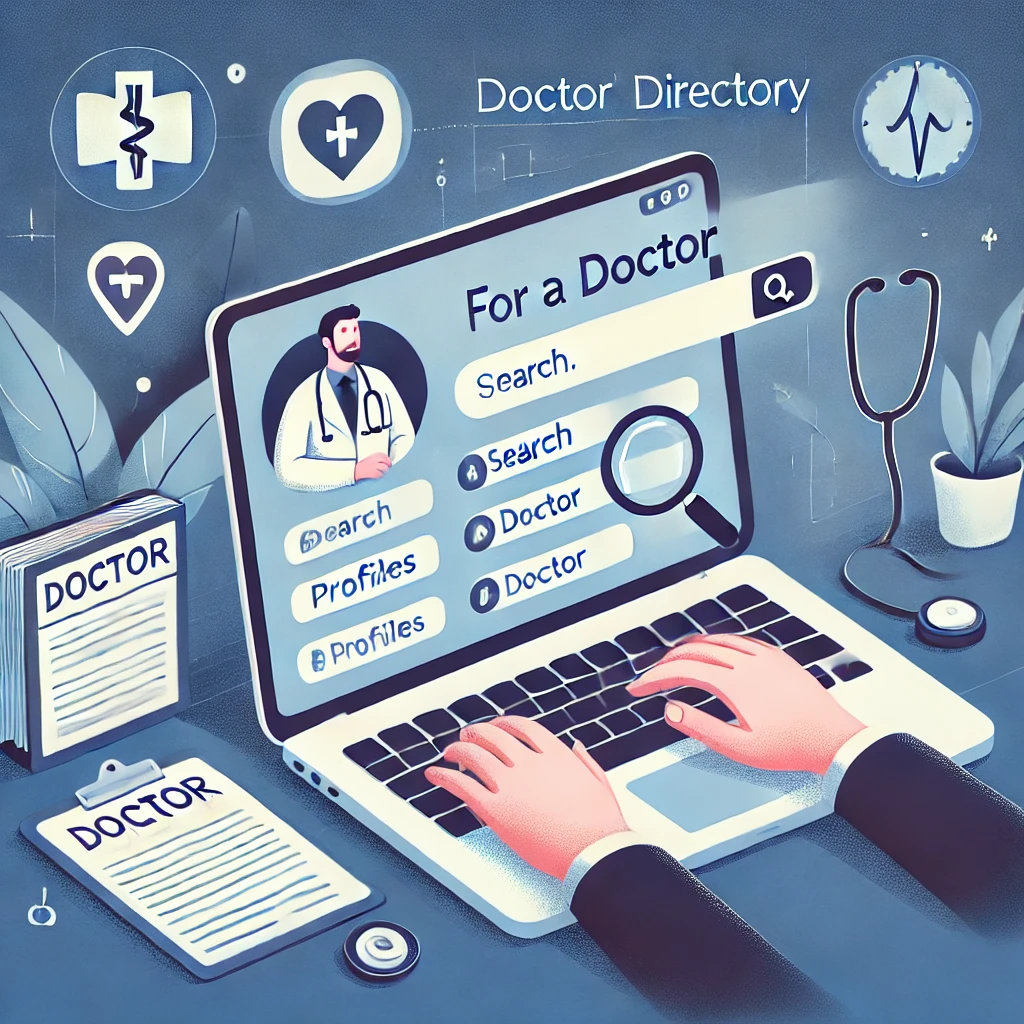 Doctor Directory
For a Doctor
Search.
Search
Doctor
Doctor
Search
Profiles
Profiles
DOCTOR
DOCTOR